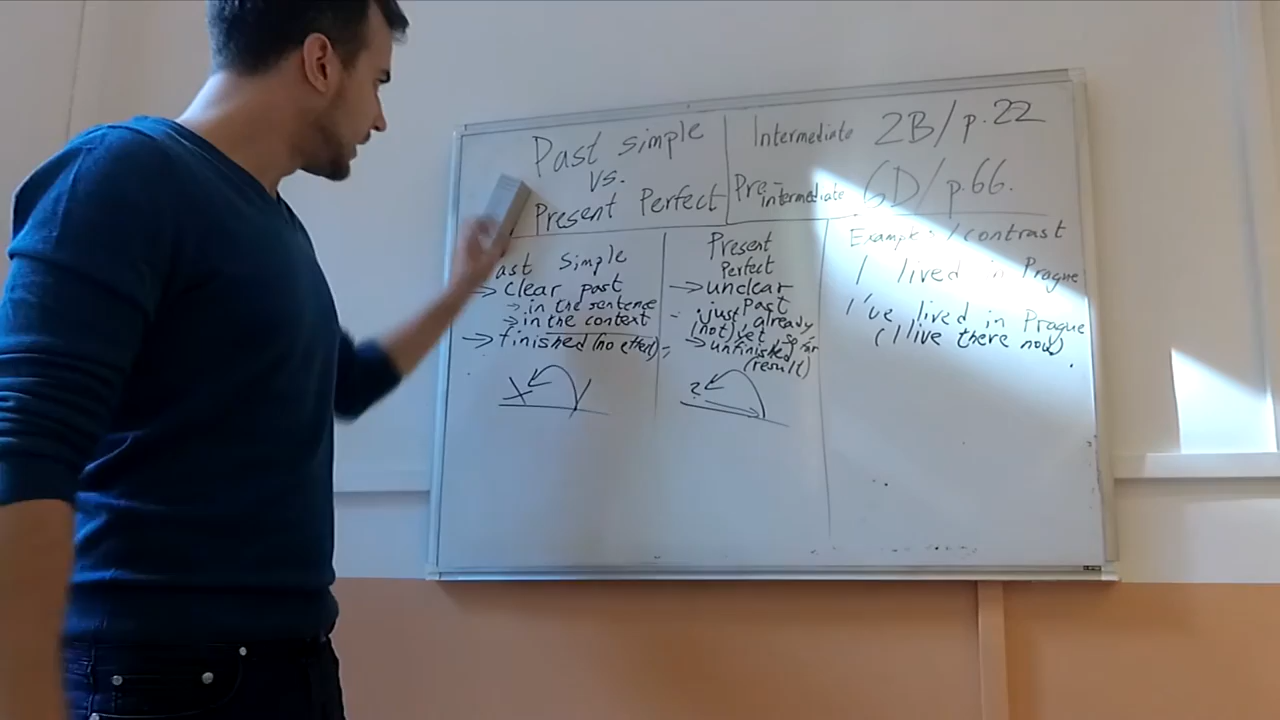 Past simple
vs.
Present Perfect
Intermediate 2B/p.22
Pre-intermediate 6D/p.66.
ast Simple
→ clear past
→ in the sentence
→ in the context
→ finished (no effect)
Present
Perfect
→ unclear
past
just, already
(not) yet, so far
→ unfinished
(result)
X
?
/contrast
I lived in Prague
I've lived in Prague
(I live there now)